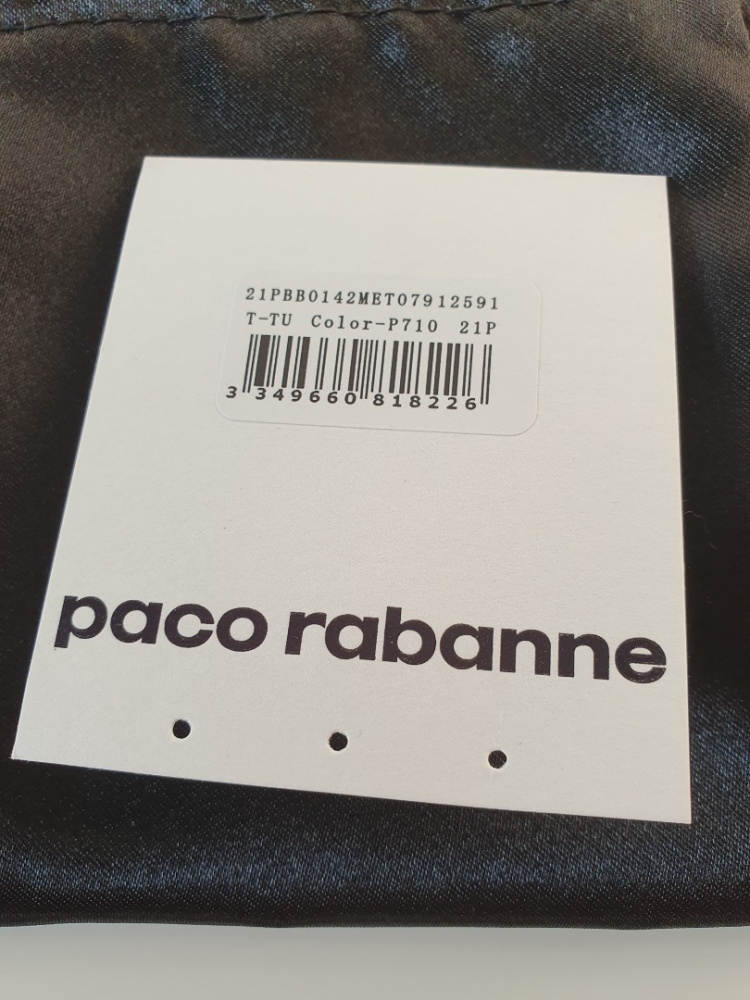 21PBB0142MET07912591
T-TU Color-P710 21P
3 349660 818226
paco rabanne